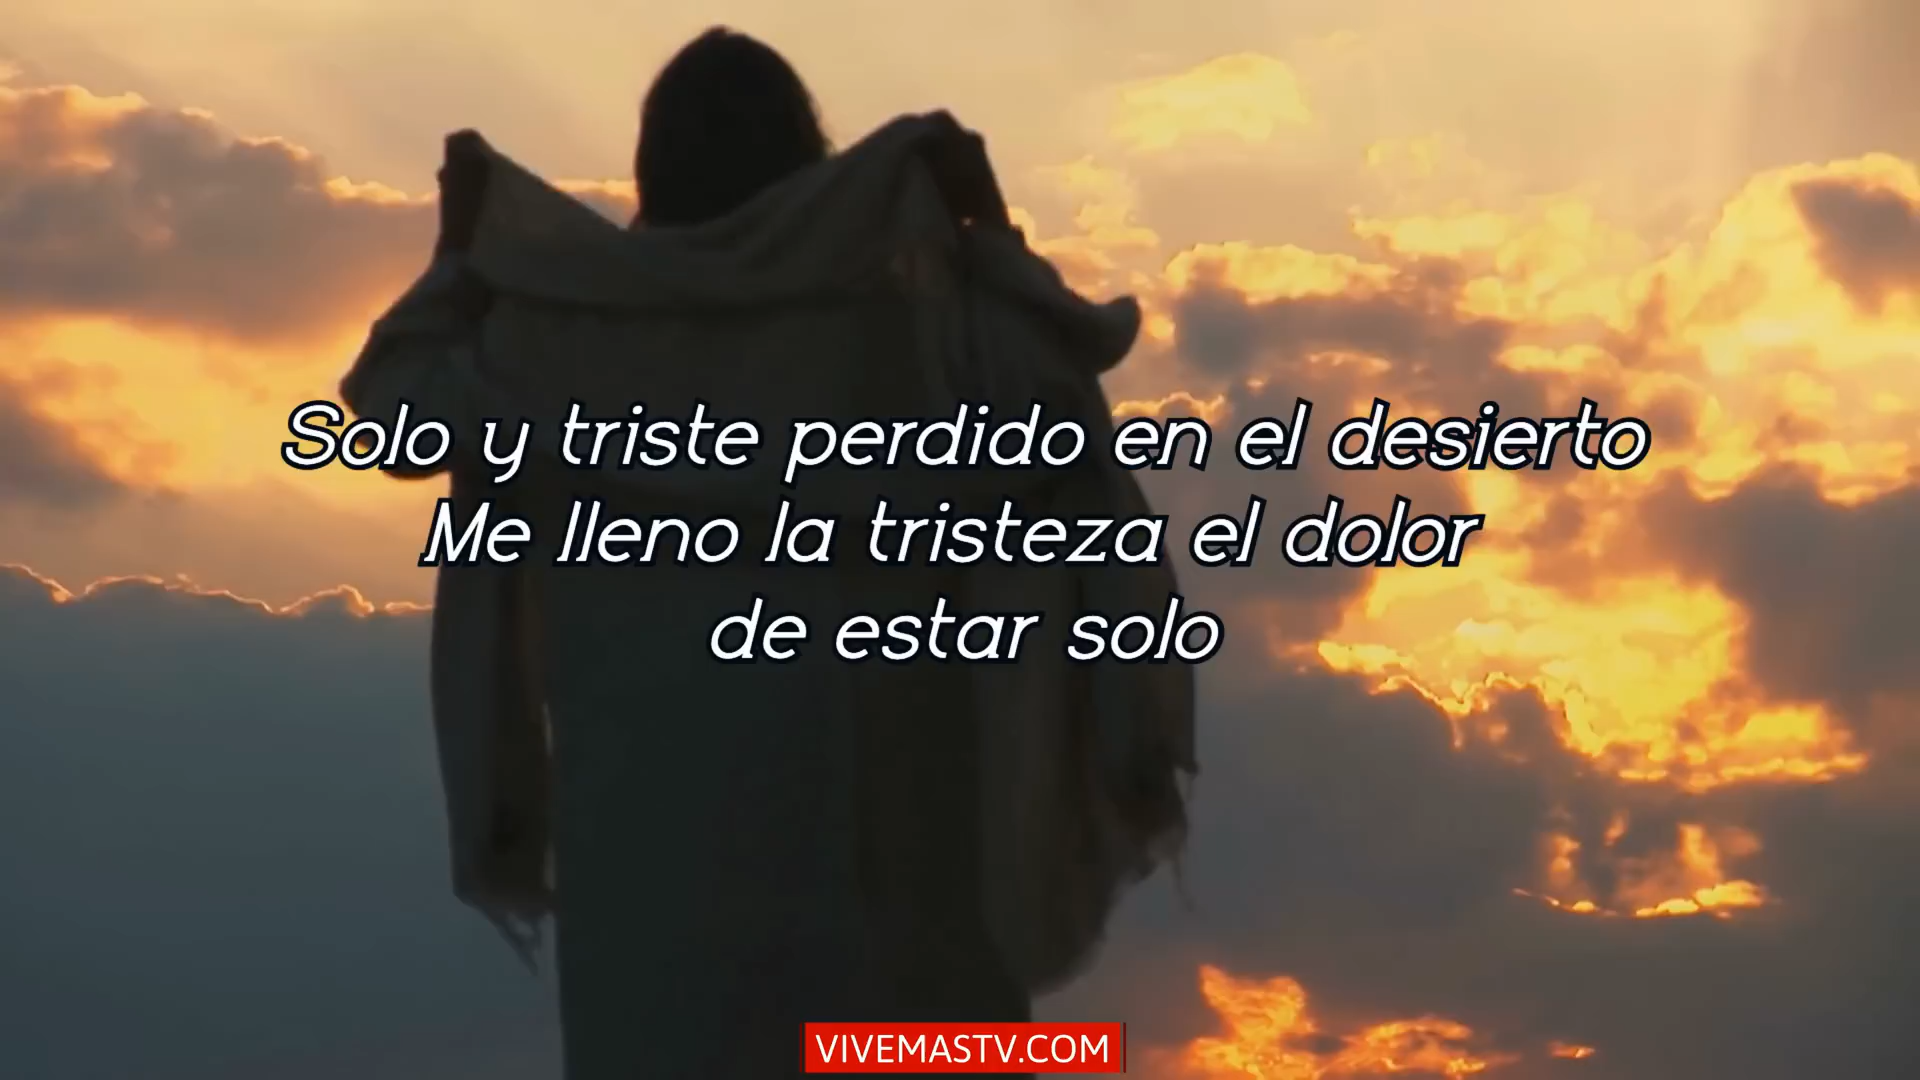 Solo y triste perdido en el desierto
Me lleno la tristeza el dolor
de estar solo
VIVEMASTV.COM